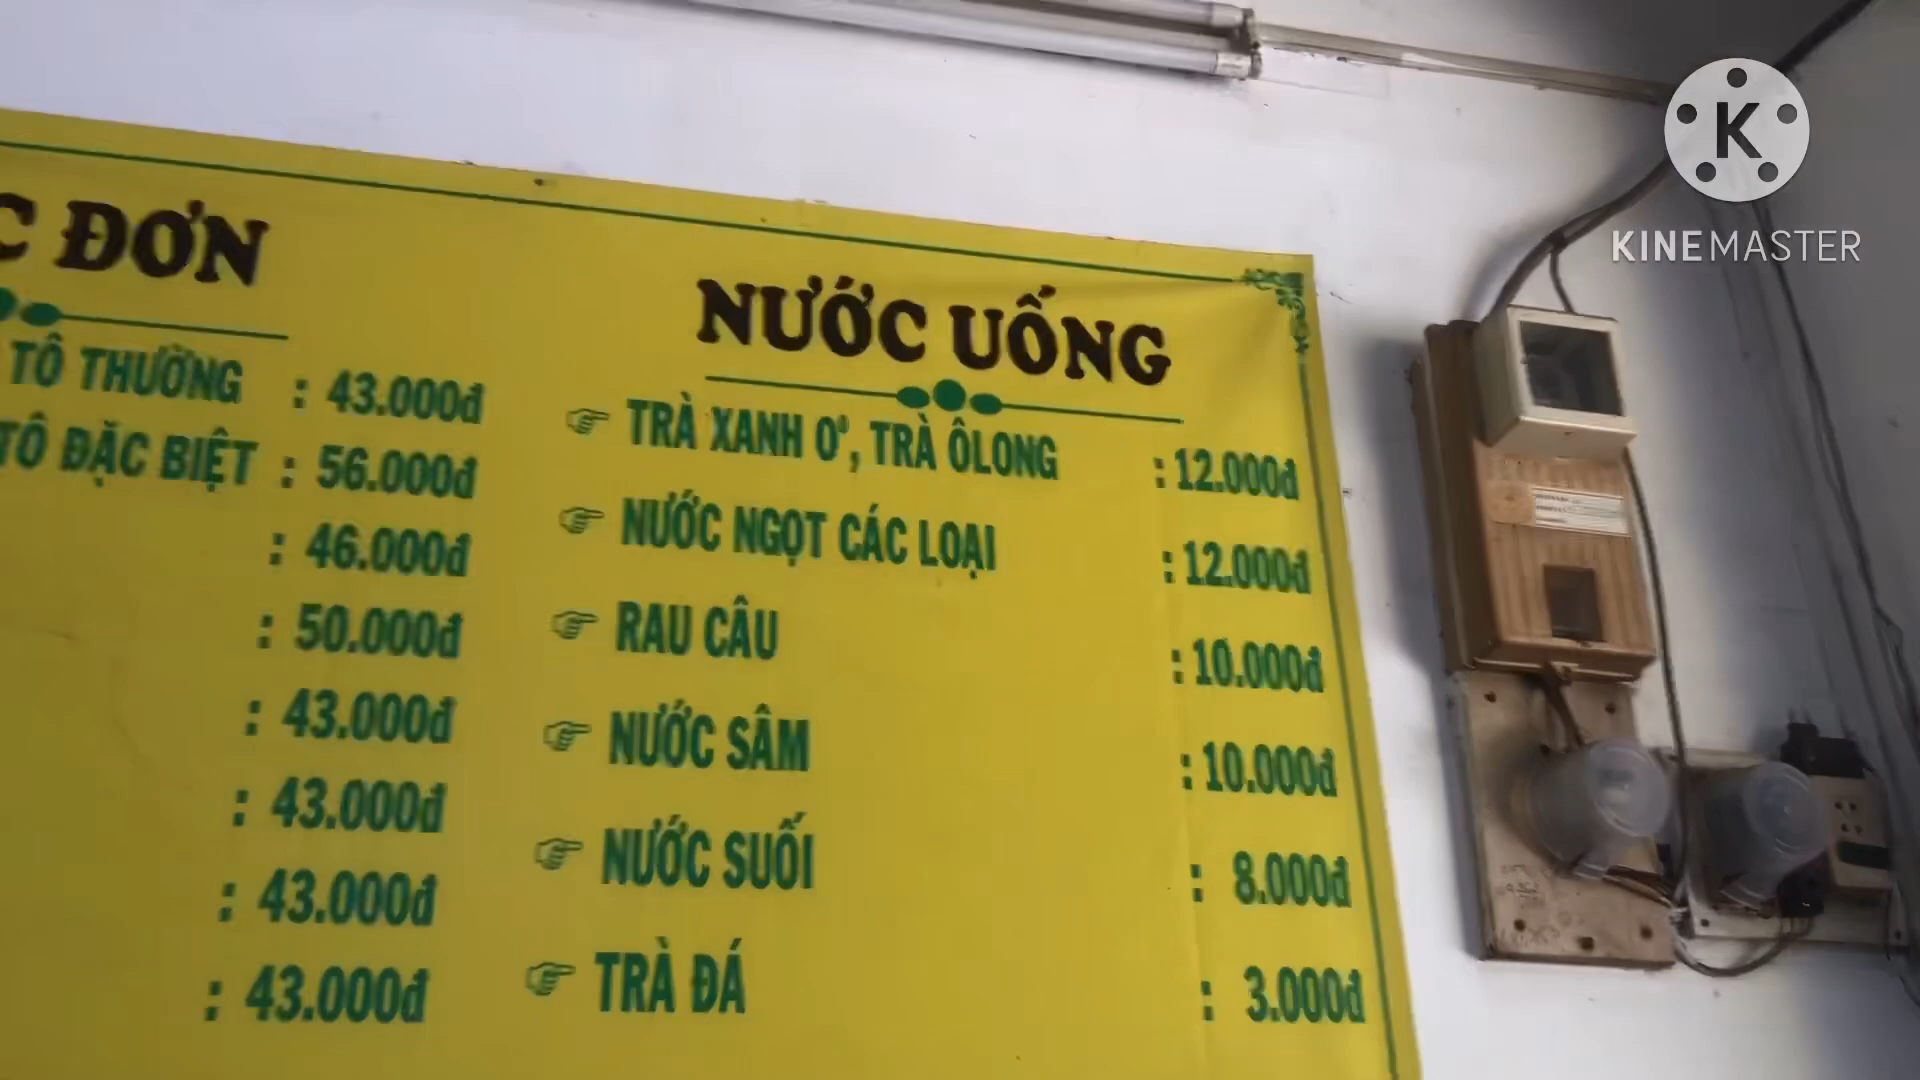 C ĐƠN
TÔ THƯỜNG : 43.000đ
TÔ ĐẶC BIỆT : 56.000đ
: 46.000đ
: 50.000đ
: 43.000đ
: 43.000đ
: 43.000đ
: 43.000đ
NƯỚC UỐNG
☞ TRÀ XANH 0°, TRÀ ÔLONG : 12.000đ
☞ NƯỚC NGỌT CÁC LOẠI : 12.000đ
☞ RAU CÂU : 10.000đ
☞ NƯỚC SÂM : 10.000đ
☞ NƯỚC SUỐI : 8.000đ
☞ TRÀ ĐÁ : 3.000đ
K
KINEMASTER